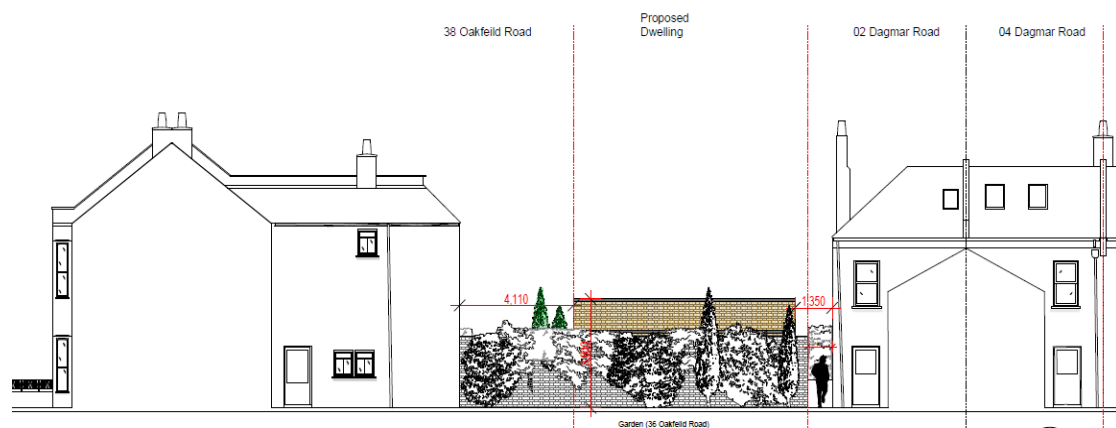 38 Oakfeild Road
Proposed
Dwelling
02 Dagmar Road
04 Dagmar Road
4,110
1,350
Garden (36 Oakfeild Road)